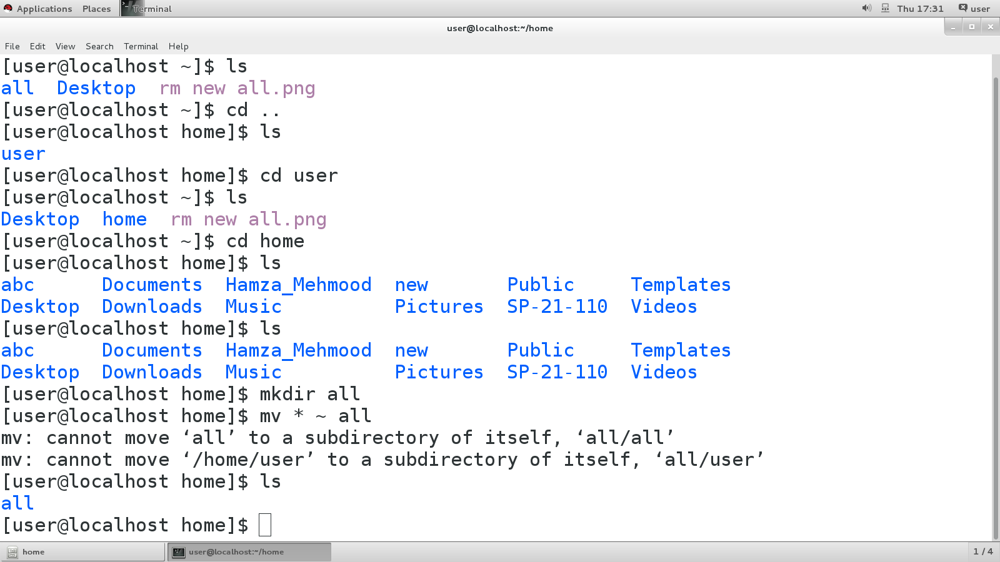 Applications Places Terminal Thu 17:31 user
user@localhost:~/home
File Edit View Search Terminal Help
[user@localhost ~]$ ls
all Desktop rm new all.png
[user@localhost ~]$ cd ..
[user@localhost home]$ ls
user
[user@localhost home]$ cd user
[user@localhost ~]$ ls
Desktop home rm new all.png
[user@localhost ~]$ cd home
[user@localhost home]$ ls
abc Documents Hamza_Mehmood new Public Templates
Desktop Downloads Music Pictures SP-21-110 Videos
[user@localhost home]$ ls
abc Documents Hamza_Mehmood new Public Templates
Desktop Downloads Music Pictures SP-21-110 Videos
[user@localhost home]$ mkdir all
[user@localhost home]$ mv * ~ all
mv: cannot move ‘all’ to a subdirectory of itself, ‘all/all’
mv: cannot move ‘/home/user’ to a subdirectory of itself, ‘all/user’
[user@localhost home]$ ls
all
[user@localhost home]$
home user@localhost:~/home 1 / 4